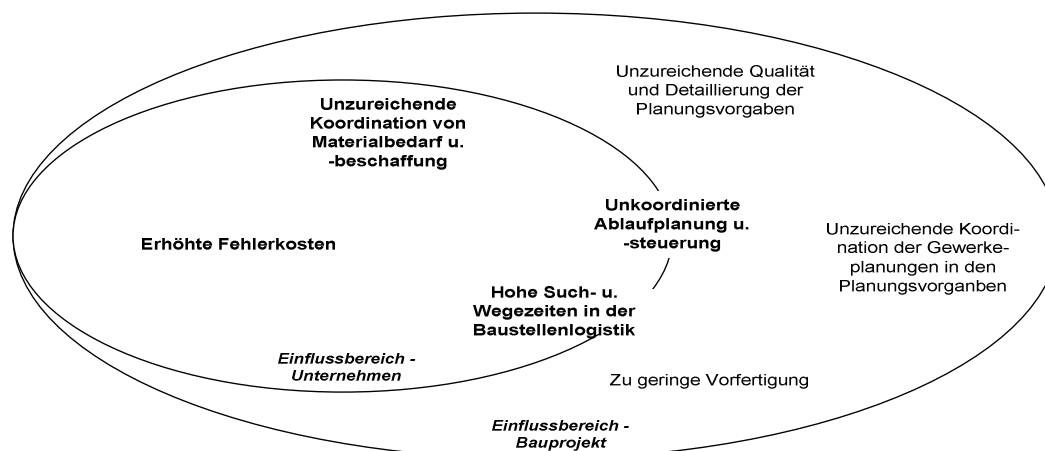 Unzureichende Qualität
und Detaillierung der
Planungsvorgaben
Unzureichende
Koordination von
Materialbedarf u.
-beschaffung
Unkoordinierte
Ablaufplanung u.
-steuerung
Erhöhte Fehlerkosten
Unzureichende Koordi-
nation der Gewerke-
planungen in den
Planungsvorganben
Hohe Such- u.
Wegezeiten in der
Baustellenlogistik
Einflussbereich -
Unternehmen
Zu geringe Vorfertigung
Einflussbereich -
Bauprojekt